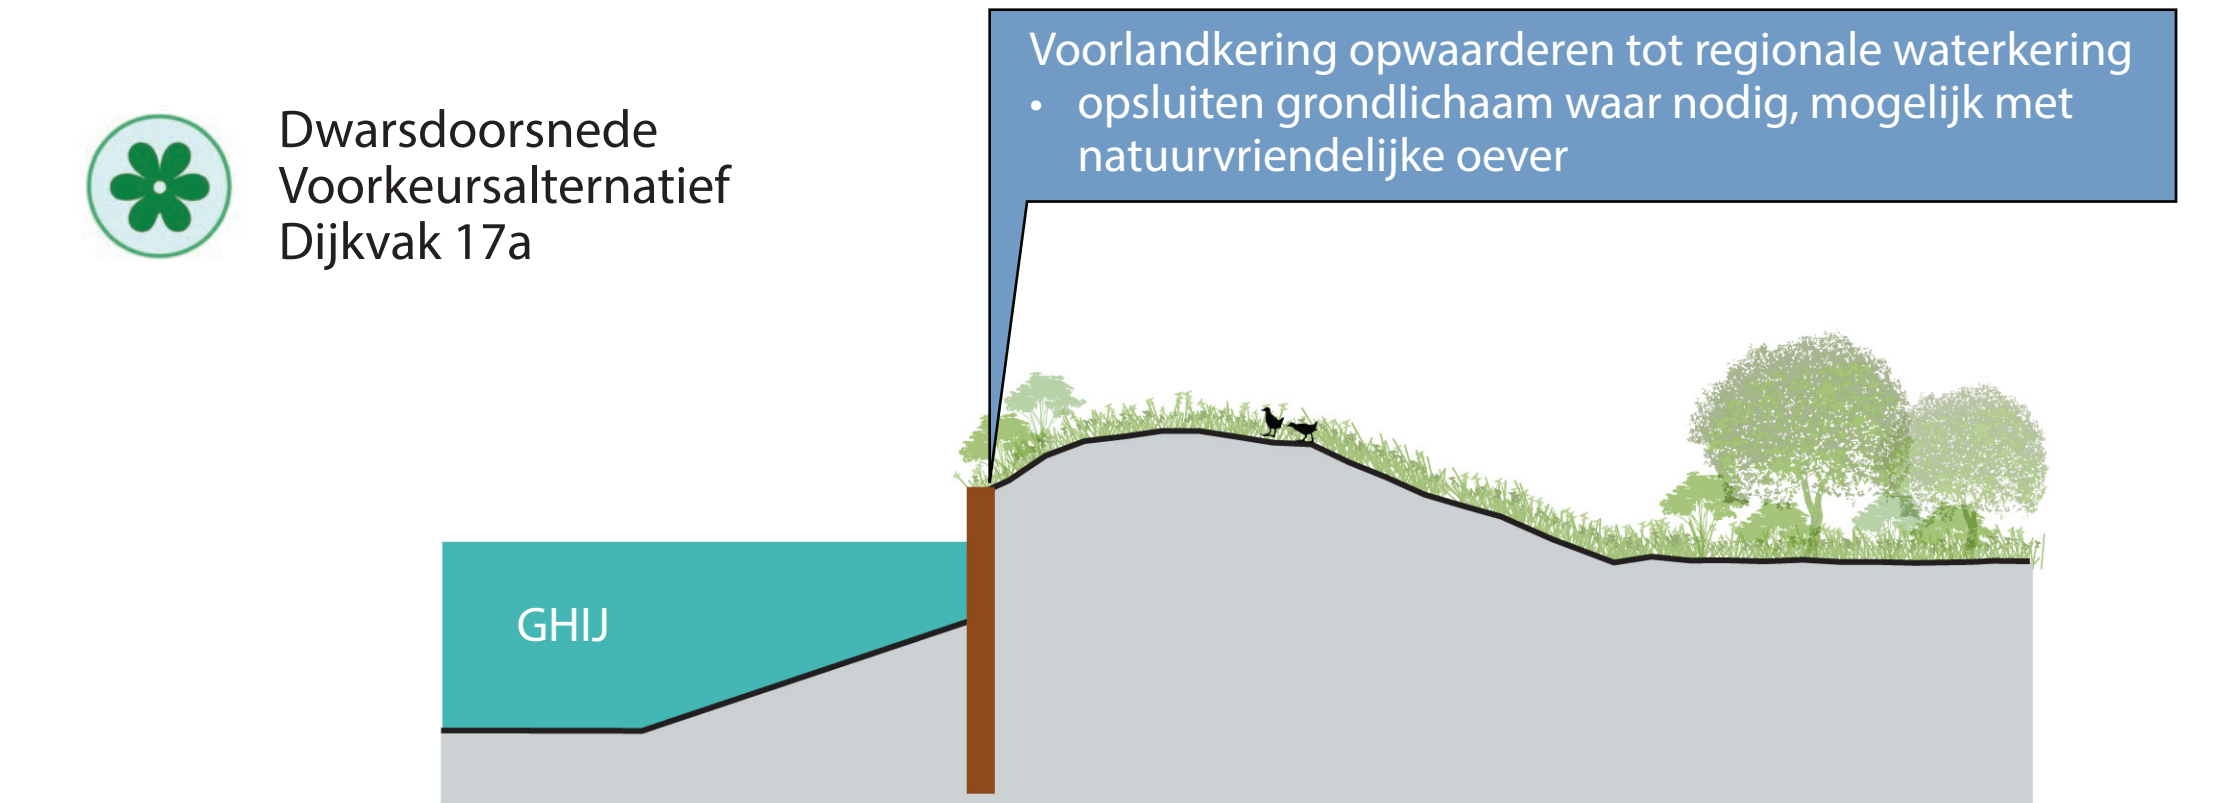 Dwarsdoorsnede
Voorkeursalternatief
Dijkvak 17a
Voorlandkering opwaarderen tot regionale waterkering
• opsluiten grondlichaam waar nodig, mogelijk met
natuurvriendelijke oever
GHIJ